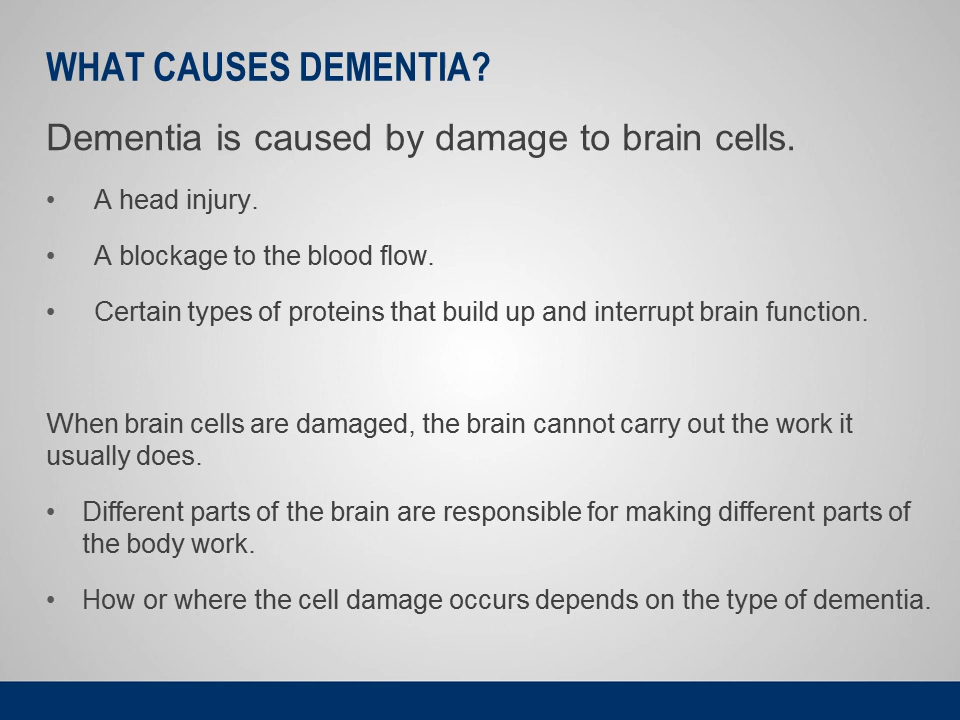 WHAT CAUSES DEMENTIA?
Dementia is caused by damage to brain cells.
• A head injury.
• A blockage to the blood flow.
• Certain types of proteins that build up and interrupt brain function.
When brain cells are damaged, the brain cannot carry out the work it
usually does.
• Different parts of the brain are responsible for making different parts of
the body work.
• How or where the cell damage occurs depends on the type of dementia.